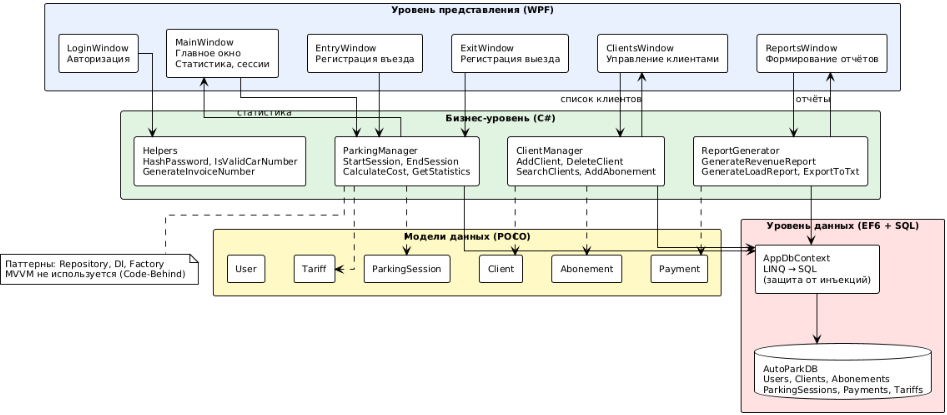 Уровень представления (WPF)
LoginWindow
Авторизация
MainWindow
Главное окно
Статистика, сессии
EntryWindow
Регистрация въезда
ExitWindow
Регистрация выезда
ClientsWindow
Управление клиентами
ReportsWindow
Формирование отчётов
статистика
список клиентов
отчёты
Бизнес-уровень (C#)
Helpers
HashPassword, IsValidCarNumber
GenerateInvoiceNumber
ParkingManager
StartSession, EndSession
CalculateCost, GetStatistics
ClientManager
AddClient, DeleteClient
SearchClients, AddAbonement
ReportGenerator
GenerateRevenueReport
GenerateLoadReport, ExportToTxt
Паттерны: Repository, DI, Factory
MVVM не используется (Code-Behind)
Модели данных (POCO)
User
Tariff
ParkingSession
Client
Abonement
Payment
Уровень данных (EF6 + SQL)
AppDbContext
LINQ → SQL
(защита от инъекций)
AutoParkDB
Users, Clients, Abonements
ParkingSessions, Payments, Tariffs